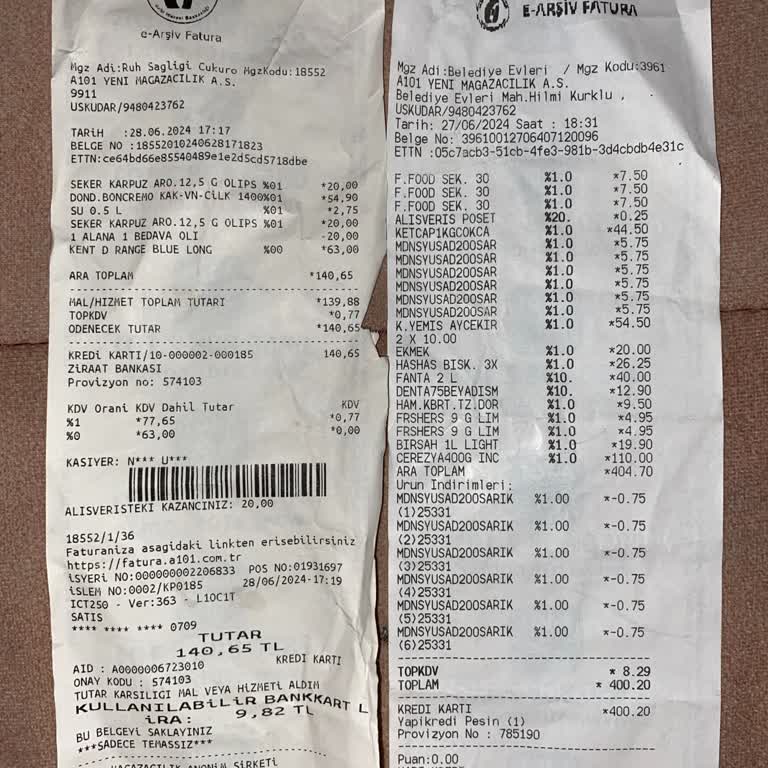 e-Arşiv Fatura
Mgz Adi:Ruh Sagligi Cukuro MgzKodu:18552
A101 YENI MAGAZACILIK A.S.
9911
USKUDAR/9480423762
TARiH :28.06.2024 17:17
BELGE NO :18552010240628171823
ETTN:ce64bd66e85540489e1e2d5cd5718dbe
SEKER KARPUZ ARO.12,5 G OLIPS %01 *20,00
DOND.BONCREMO KAK-VN-CiLK 1400%01 *54,90
SU 0.5 L %01 *2,75
SEKER KARPUZ ARO.12,5 G OLIPS %01 *20,00
1 ALANA 1 BEDAVA OLI -20,00
KENT D RANGE BLUE LONG %00 *63,00
ARA TOPLAM *140,65
MAL/HIZMET TOPLAM TUTARI *139,88
TOPKDV *0,77
ODENECEK TUTAR *140,65
KREDi KARTI/10-000002-000185 140,65
ZiRAAT BANKASI
Provizyon no: 574103
KDV Orani KDV Dahil Tutar KDV
%1 *77,65 *0,77
%0 *63,00 *0,00
KASIYER: N*** U***
ALISVERISTEKI KAZANCINIZ: 20,00
18552/1/36
Faturaniza asagidaki linkten erisebilirsiniz
https://fatura.a101.com.tr
iSYERi NO:000000002206833 POS NO:01931697
iSLEM NO:0002/KP0185 28/06/2024-17:19
ICT250 - Ver:363 - L10C1T
SATIS
**** **** **** 0709
TUTAR
140,65 TL
KREDI KARTI
AID : A0000006723010
ONAY KODU : 574103
TUTAR KARSILIGI MAL VEYA HiZMETi ALDIM
KULLANILABiLiR BANKKART L
iRA: 9,82 TL
BU BELGEYi SAKLAYINIZ
***SADECE TEMASSIZ***
MAGAZACILIK ANONiM SiRKETi
E-ARŞİV FATURA
Mgz Adi:Belediye Evleri / Mgz Kodu:3961
A101 YENI MAGAZACILIK A.S.
Belediye Evleri Mah.Hilmi Kurklu ,
USKUDAR/9480423762
Tarih: 27/06/2024 Saat : 18:31
Belge No: 3961001270640712009​6
ETTN :05c7acb3-51cb-4fe3-981b-3d4cbdb4e31c
F.FOOD SEK. 30 %1.0 *7.50
F.FOOD SEK. 30 %1.0 *7.50
F.FOOD SEK. 30 %1.0 *7.50
ALISVERIS POSET %20. *0.25
KETCAP1KGCOKCA %1.0 *44.50
MDNSYUSAD200SAR %1.0 *5.75
MDNSYUSAD200SAR %1.0 *5.75
MDNSYUSAD200SAR %1.0 *5.75
MDNSYUSAD200SAR %1.0 *5.75
MDNSYUSAD200SAR %1.0 *5.75
MDNSYUSAD200SAR %1.0 *5.75
K.YEMIS AYCEKIR %1.0 *54.50
2 X 10.00
EKMEK %1.0 *20.00
HASHAS BISK. 3X %1.0 *26.25
FANTA 2 L %10. *40.00
DENTA75BEYADISM %10. *12.90
HAM.KBRT.TZ.DOR %1.0 *9.50
FRSHERS 9 G LIM %1.0 *4.95
FRSHERS 9 G LIM %1.0 *4.95
BIRSAH 1L LIGHT %1.0 *19.90
CEREZYA400G INC %1.0 *110.00
ARA TOPLAM *404.70
Urun Indirimleri:
MDNSYUSAD200SARIK %1.00 *-0.75
(1)25331
MDNSYUSAD200SARIK %1.00 *-0.75
(2)25331
MDNSYUSAD200SARIK %1.00 *-0.75
(3)25331
MDNSYUSAD200SARIK %1.00 *-0.75
(4)25331
MDNSYUSAD200SARIK %1.00 *-0.75
(5)25331
MDNSYUSAD200SARIK %1.00 *-0.75
(6)25331
TOPKDV * 8.29
TOPLAM * 400.20
KREDI KARTI *400.20
Yapikredi Pesin (1)
Provizyon No : 785190
Puan:0.00